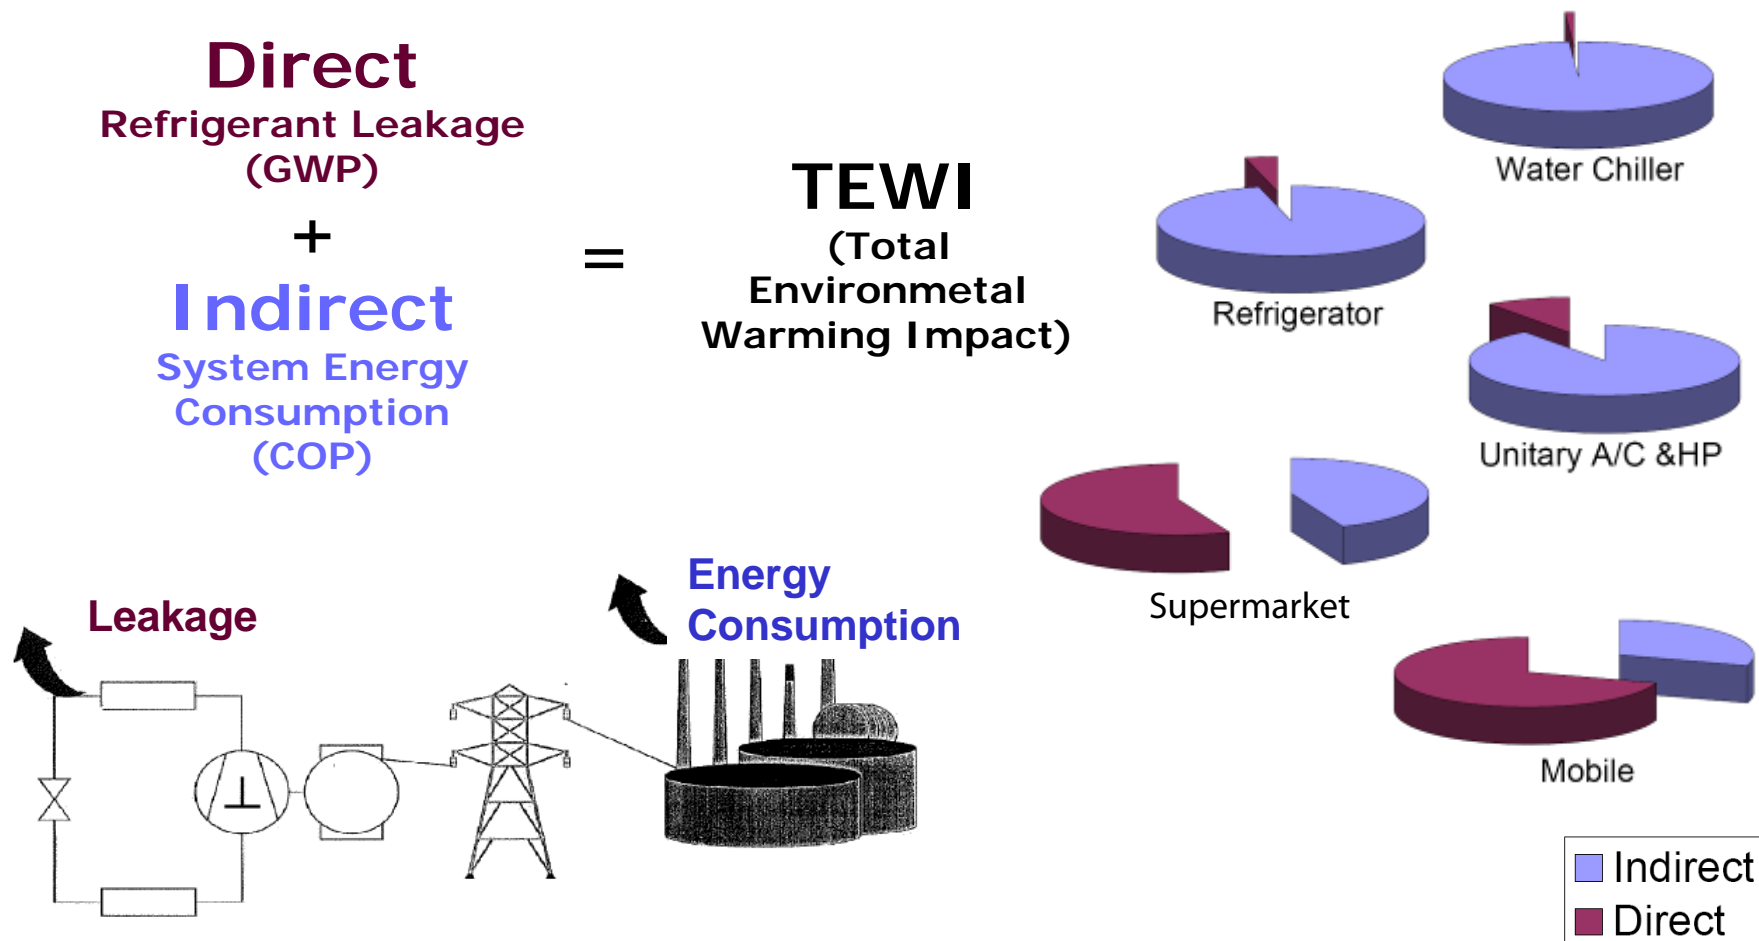 Direct
Refrigerant Leakage
(GWP)
+
Indirect
System Energy
Consumption
(COP)
=
TEWI
(Total
Environmetal
Warming Impact)
Water Chiller
Refrigerator
Unitary A/C &HP
Supermarket
Mobile
Leakage
Energy
Consumption
Indirect
Direct